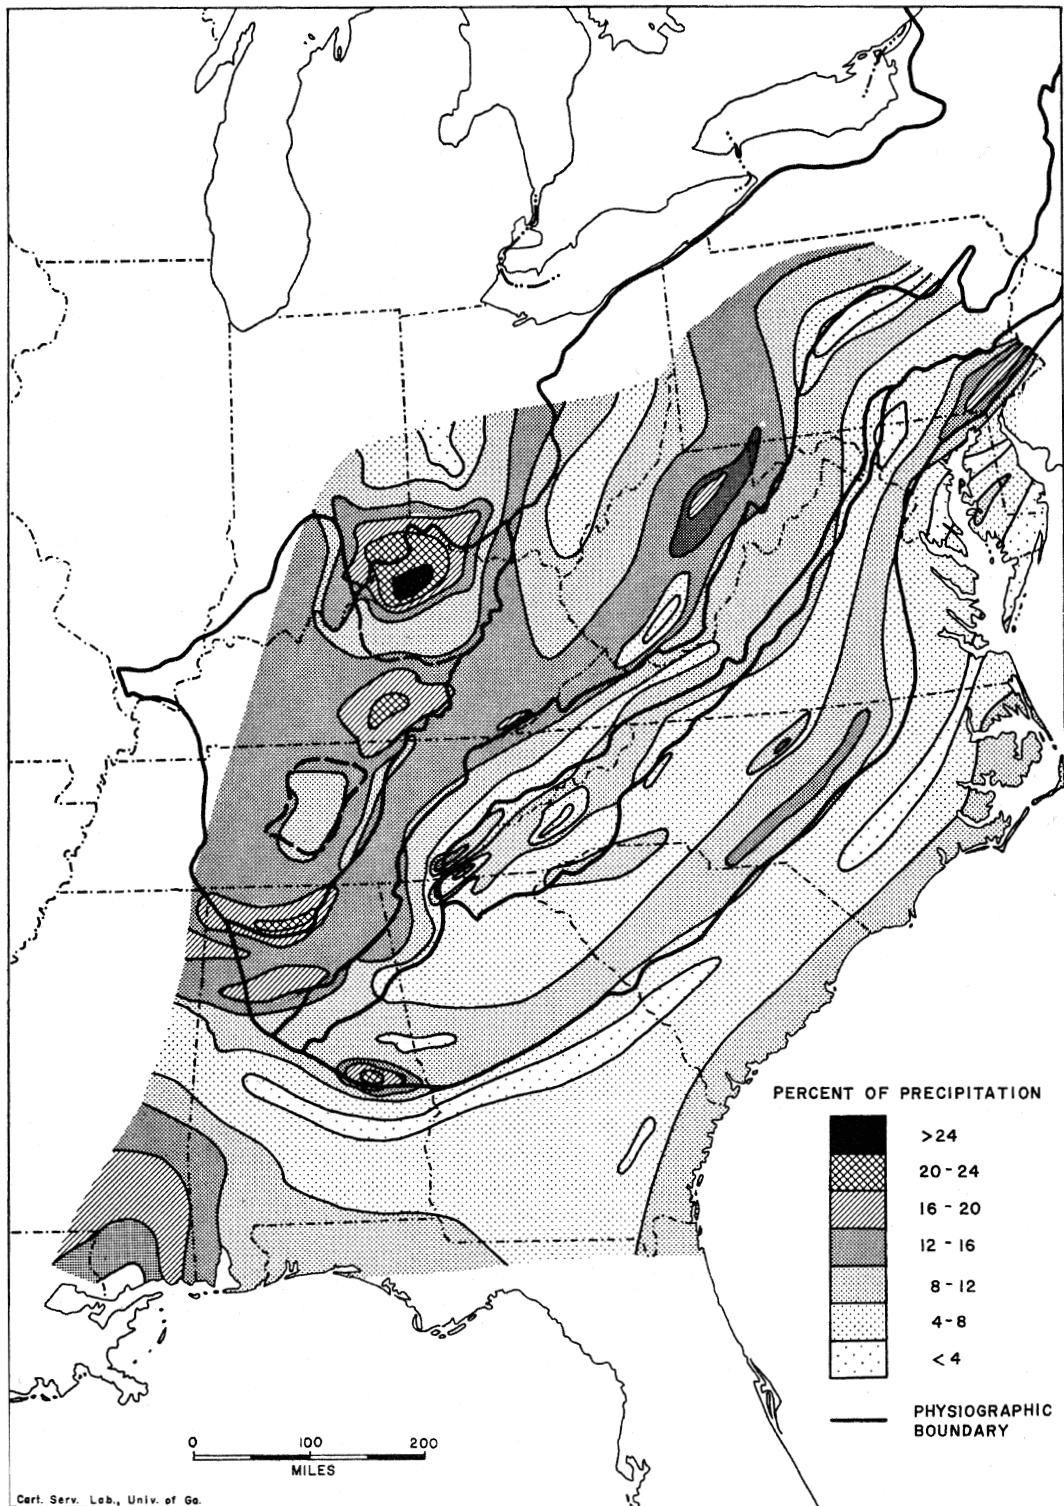 PERCENT OF PRECIPITATION
>24
20-24
16-20
12-16
8-12
4-8
<4
PHYSIOGRAPHIC
BOUNDARY
0 100 200
MILES
Cart. Serv. Lab., Univ. of Ga.